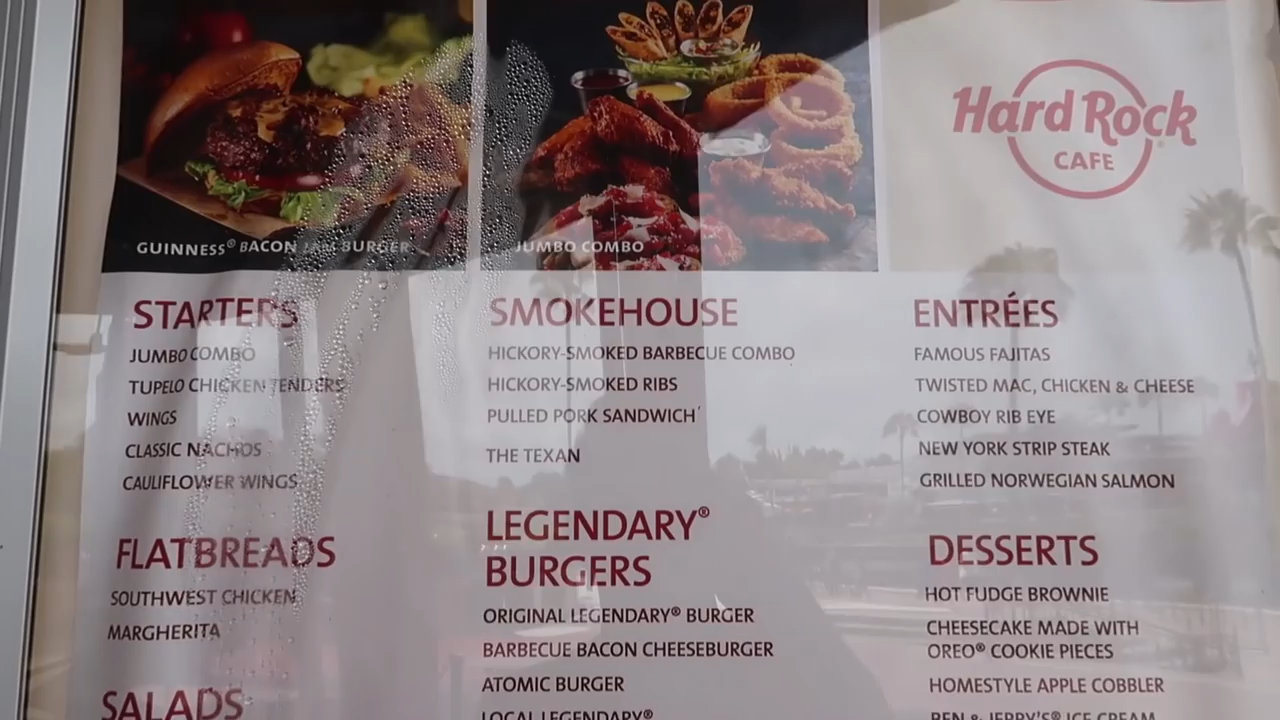 GUINNESS® BACON JAM BURGER
JUMBO COMBO
Hard Rock
CAFE
STARTERS
JUMBO COMBO
TUPELO CHICKEN TENDERS
WINGS
CLASSIC NACHOS
CAULIFLOWER WINGS
FLATBREADS
SOUTHWEST CHICKEN
MARGHERITA
SALADS
SMOKEHOUSE
HICKORY-SMOKED BARBECUE COMBO
HICKORY-SMOKED RIBS
PULLED PORK SANDWICH
THE TEXAN
LEGENDARY®
BURGERS
ORIGINAL LEGENDARY® BURGER
BARBECUE BACON CHEESEBURGER
ATOMIC BURGER
LOCAL LEGENDARY®
ENTRÉES
FAMOUS FAJITAS
TWISTED MAC, CHICKEN & CHEESE
COWBOY RIB EYE
NEW YORK STRIP STEAK
GRILLED NORWEGIAN SALMON
DESSERTS
HOT FUDGE BROWNIE
CHEESECAKE MADE WITH
OREO® COOKIE PIECES
HOMESTYLE APPLE COBBLER
BEN & JERRY'S® ICE CREAM